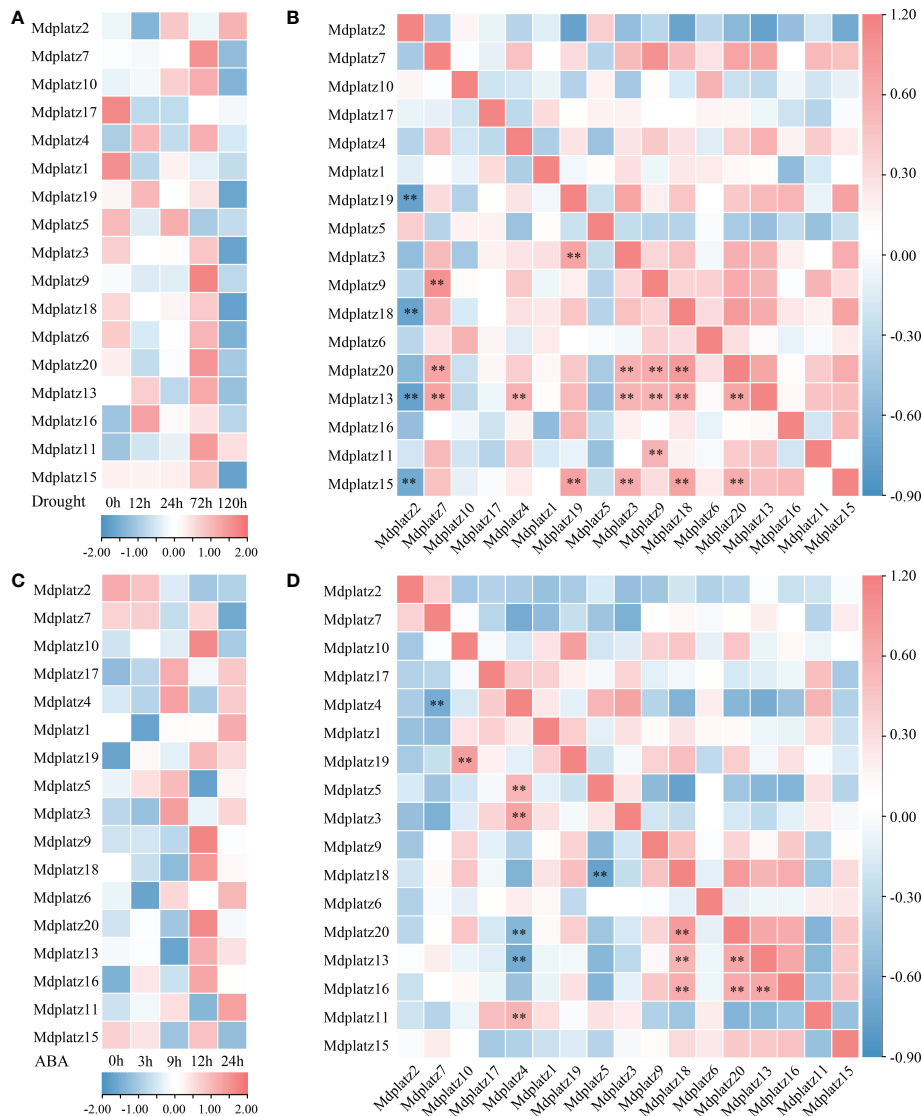 A
Mdplatz2
Mdplatz7
Mdplatz10
Mdplatz17
Mdplatz4
Mdplatz1
Mdplatz19
Mdplatz5
Mdplatz3
Mdplatz9
Mdplatz18
Mdplatz6
Mdplatz20
Mdplatz13
Mdplatz16
Mdplatz11
Mdplatz15
Drought 0h 12h 24h 72h 120h
-2.00 -1.00 0.00 1.00 2.00
B
Mdplatz2
Mdplatz7
Mdplatz10
Mdplatz17
Mdplatz4
Mdplatz1
Mdplatz19 **
Mdplatz5
Mdplatz3 **
Mdplatz9 **
Mdplatz18 **
Mdplatz6
Mdplatz20 ** ** ** **
Mdplatz13 ** ** ** ** ** ** **
Mdplatz16
Mdplatz11 **
Mdplatz15 ** ** ** ** **
Mdplatz2 Mdplatz7 Mdplatz10 Mdplatz17 Mdplatz4 Mdplatz1 Mdplatz19 Mdplatz5 Mdplatz3 Mdplatz9 Mdplatz18 Mdplatz6 Mdplatz20 Mdplatz13 Mdplatz16 Mdplatz11 Mdplatz15
1.20
0.90
0.60
0.30
0.00
-0.30
-0.60
-0.90
C
Mdplatz2
Mdplatz7
Mdplatz10
Mdplatz17
Mdplatz4
Mdplatz1
Mdplatz19
Mdplatz5
Mdplatz3
Mdplatz9
Mdplatz18
Mdplatz6
Mdplatz20
Mdplatz13
Mdplatz16
Mdplatz11
Mdplatz15
ABA 0h 3h 9h 12h 24h
-2.00 -1.00 0.00 1.00 2.00
D
Mdplatz2
Mdplatz7
Mdplatz10
Mdplatz17
Mdplatz4 **
Mdplatz1
Mdplatz19 **
Mdplatz5 **
Mdplatz3 **
Mdplatz9
Mdplatz18 **
Mdplatz6
Mdplatz20 ** **
Mdplatz13 ** ** **
Mdplatz16 ** ** **
Mdplatz11 **
Mdplatz15
Mdplatz2 Mdplatz7 Mdplatz10 Mdplatz17 Mdplatz4 Mdplatz1 Mdplatz19 Mdplatz5 Mdplatz3 Mdplatz9 Mdplatz18 Mdplatz6 Mdplatz20 Mdplatz13 Mdplatz16 Mdplatz11 Mdplatz15
1.20
0.90
0.60
0.30
0.00
-0.30
-0.60
-0.90